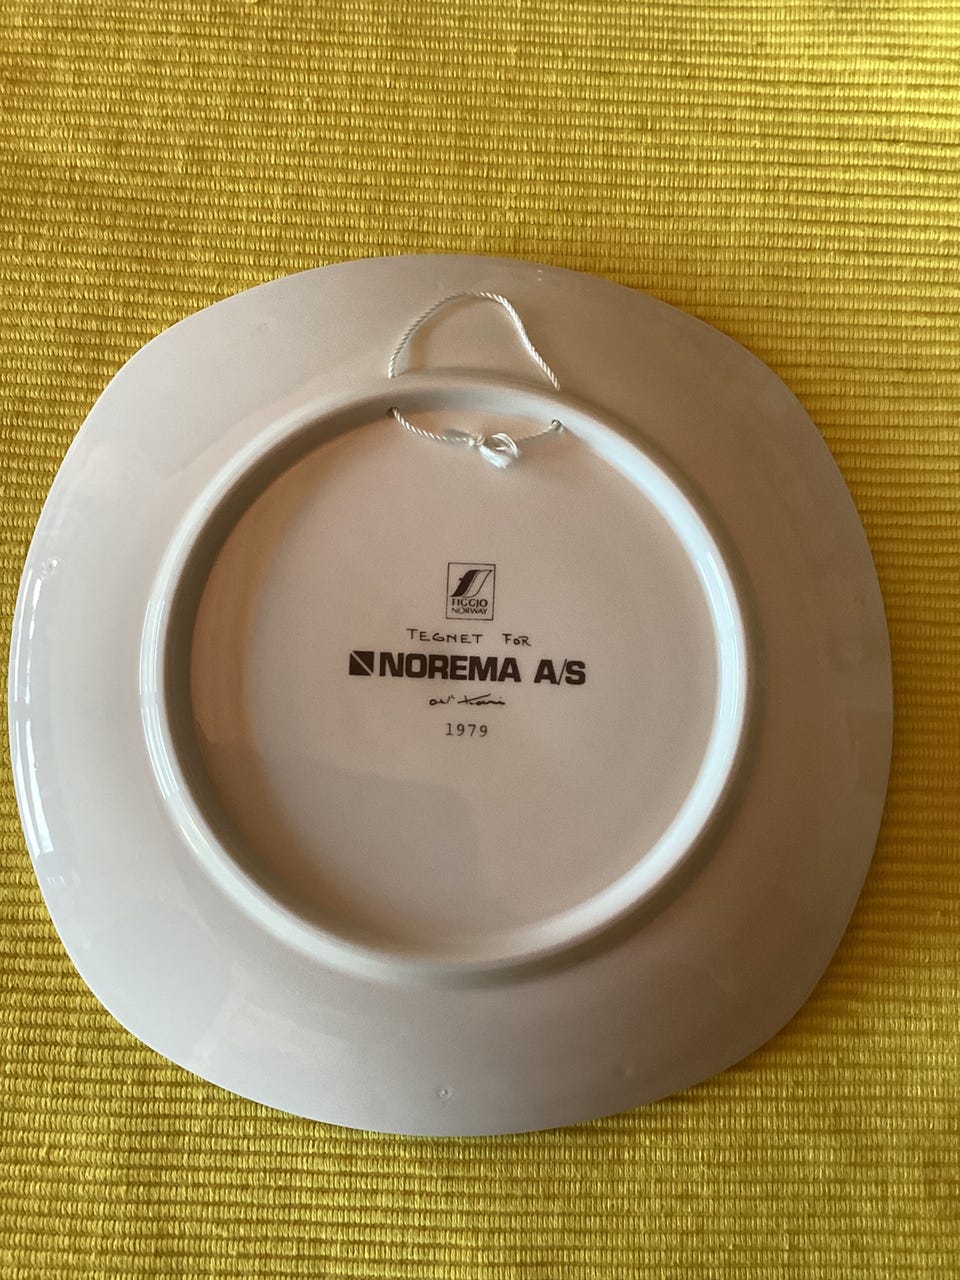 FIGGJO
NORWAY
TEGNET FOR
NOREMA A/S
1979